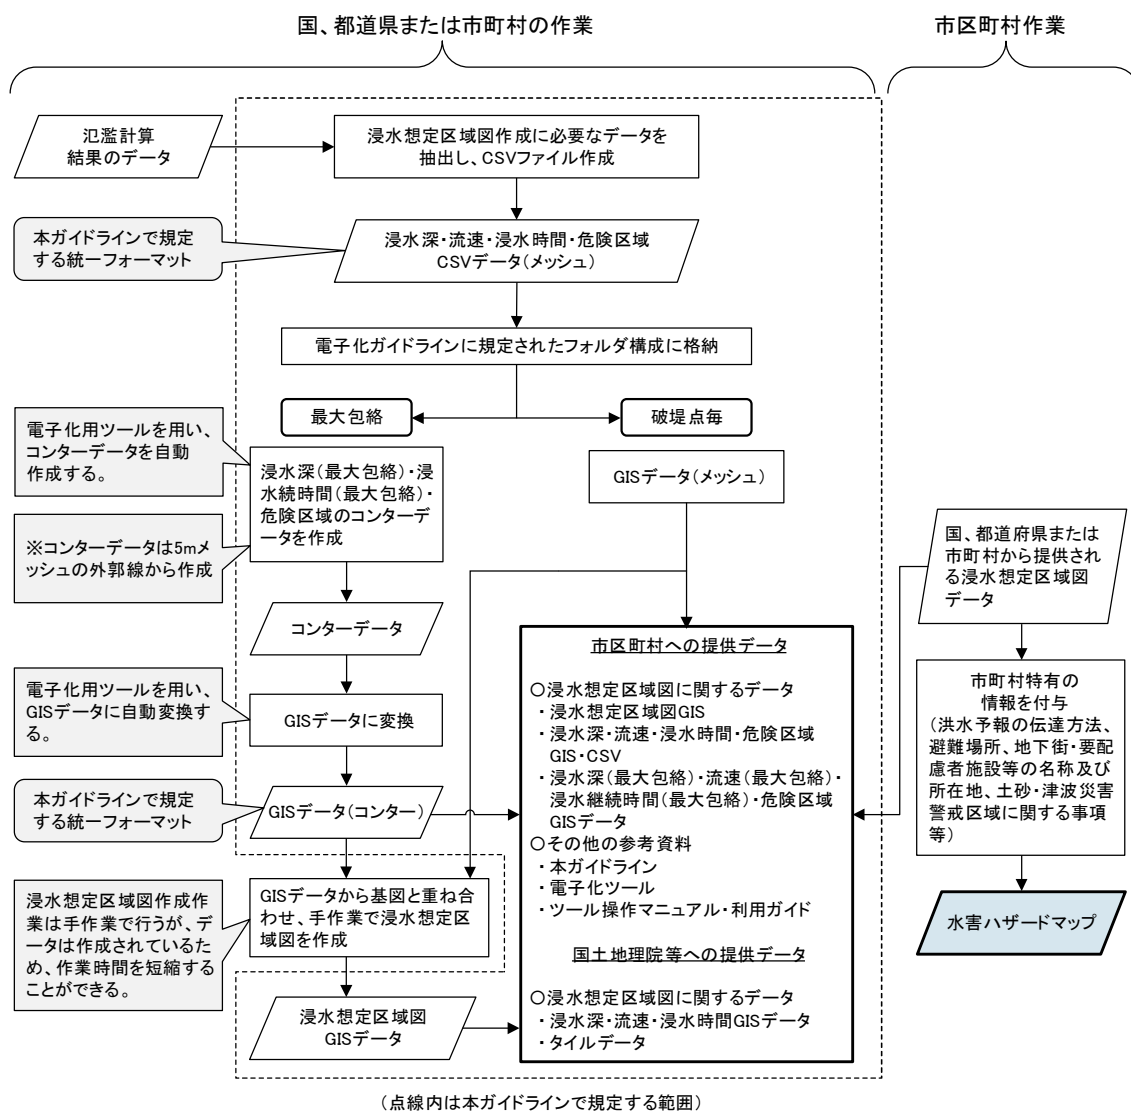 国、都道県または市町村の作業
市区町村作業
氾濫計算
結果のデータ
浸水想定区域図作成に必要なデータを
抽出し、CSVファイル作成
本ガイドラインで規定
する統一フォーマット
浸水深・流速・浸水時間・危険区域
CSVデータ(メッシュ)
電子化ガイドラインに規定されたフォルダ構成に格納
最大包絡
破堤点毎
電子化用ツールを用い、
コンターデータを自動
作成する。
浸水深(最大包絡)・浸
水続時間(最大包絡)・
危険区域のコンターデー
タを作成
GISデータ(メッシュ)
※コンターデータは5mメ
ッシュの外郭線から作成
国、都道府県または
市町村から提供され
る浸水想定区域図
データ
コンターデータ
電子化用ツールを用い、
GISデータに自動変換す
る。
GISデータに変換
本ガイドラインで規定
する統一フォーマット
GISデータ(コンター)
市区町村への提供データ
○浸水想定区域図に関するデータ
・浸水想定区域図GIS
・浸水深・流速・浸水時間・危険区域
GIS・CSV
・浸水深(最大包絡)・流速(最大包絡)・
浸水継続時間(最大包絡)・危険区域
GISデータ
○その他の参考資料
・本ガイドライン
・電子化ツール
・ツール操作マニュアル・利用ガイド
国土地理院等への提供データ
○浸水想定区域図に関するデータ
・浸水深・流速・浸水時間GISデータ
・タイルデータ
市町村特有の
情報を付与
(洪水予報の伝達方法、
避難場所、地下街・要配
慮者施設等の名称及び
所在地、土砂・津波災害
警戒区域に関する事項
等)
浸水想定区域図作成作
業は手作業で行うが、デ
ータは作成されているた
め、作業時間を短縮する
ことができる。
GISデータから基図と重ね合
わせ、手作業で浸水想定区
域図を作成
水害ハザードマップ
浸水想定区域図
GISデータ
(点線内は本ガイドラインで規定する範囲)